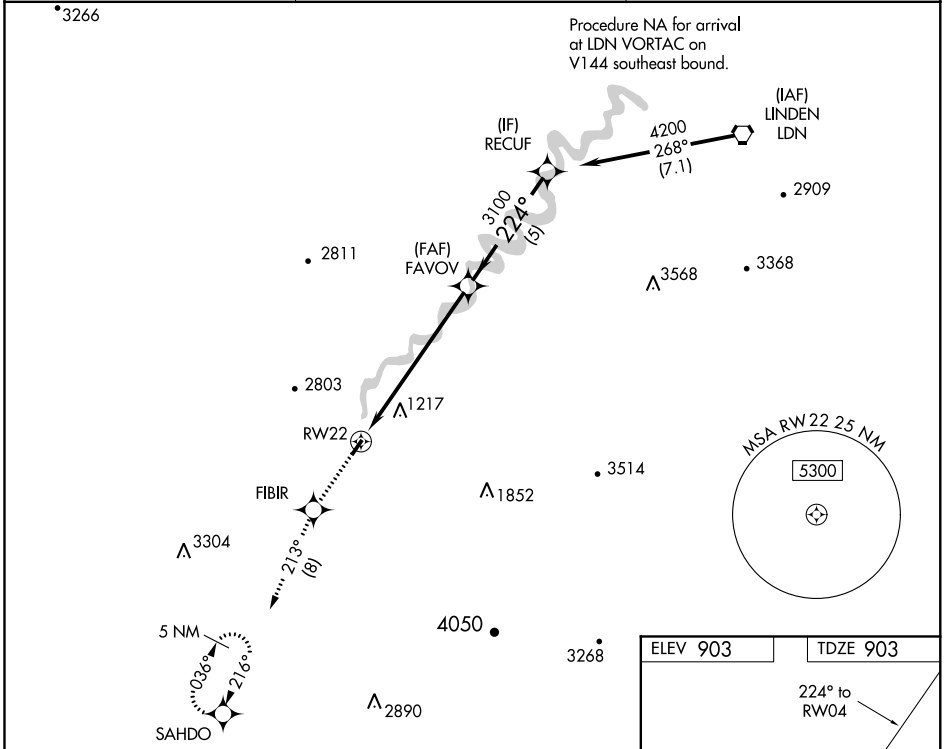 3266
Procedure NA for arrival
at LDN VORTAC on
V144 southeast bound.
(IAF)
LINDEN
LDN
(IF)
RECUF
4200
268°
(7.1)
2909
3100
224°
(5)
2811
(FAF)
FAVOV
3568
3368
2803
1217
RW22
MSA RW22 25 NM
5300
3514
1852
FIBIR
3304
213°
(8)
5 NM
036°
216°
4050
3268
2890
SAHDO
ELEV 903
TDZE 903
224° to
RW04